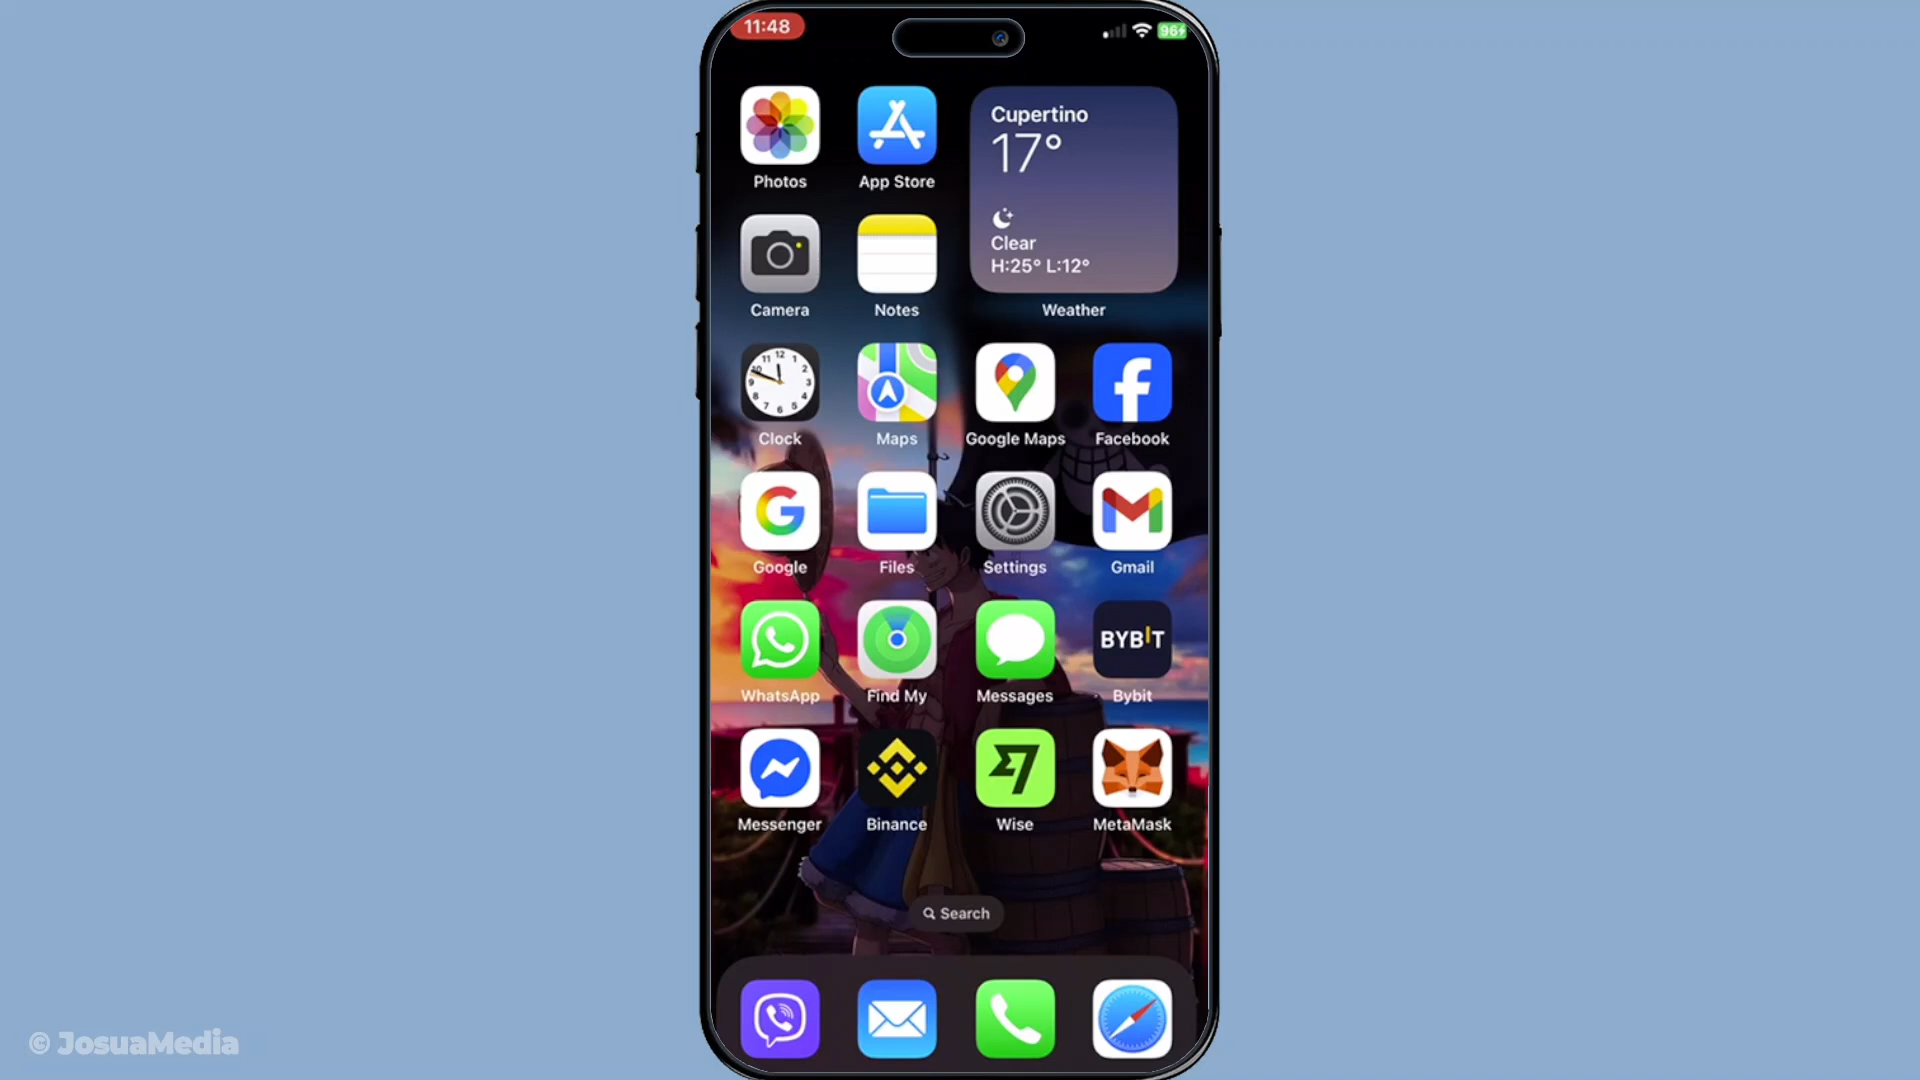 11:48
96
Cupertino
17°
Clear
H:25° L:12°
Photos
App Store
Camera
Notes
Weather
Clock
Maps
Google Maps
Facebook
Google
Files
Settings
Gmail
BYBIT
WhatsApp
Find My
Messages
Bybit
Messenger
Binance
Wise
MetaMask
Search
© JosuaMedia